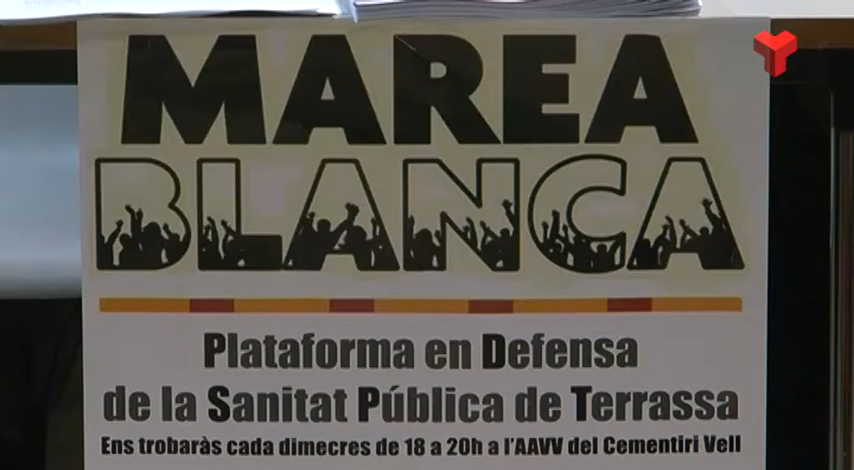 MAREA
BLANCA
Plataforma en Defensa
de la Sanitat Pública de Terrassa
Ens trobaràs cada dimecres de 18 a 20h a l'AAVV del Cementiri Vell